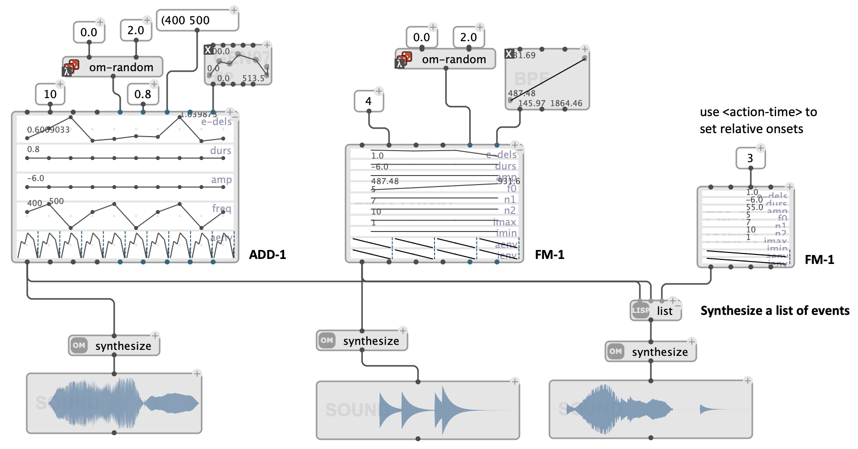 0.0
2.0
(400 500
om-random
00.0
0.0
0.0 513.5
10
0.8
1.639873
e-dels
0.6069033
0.8
durs
-6.0
amp
400 500
freq
ADD-1
OM synthesize
SOUND
0.0
2.0
om-random
31.69
BPF
487.48
145.97 1864.46
4
e-dels
1.0
durs
-6.0
amp
487.48 931.6
f0
5
n1
7
n2
10
imax
1
imin
aenv
ienv
FM-1
OM synthesize
SOUND
use <action-time> to
set relative onsets
3
1.0
e-dels
-6.0
durs
55.0
amp
5
f0
7
n1
10
n2
1
imax
imin
aenv
ienv
FM-1
LISP list
Synthesize a list of events
OM synthesize
SOUND